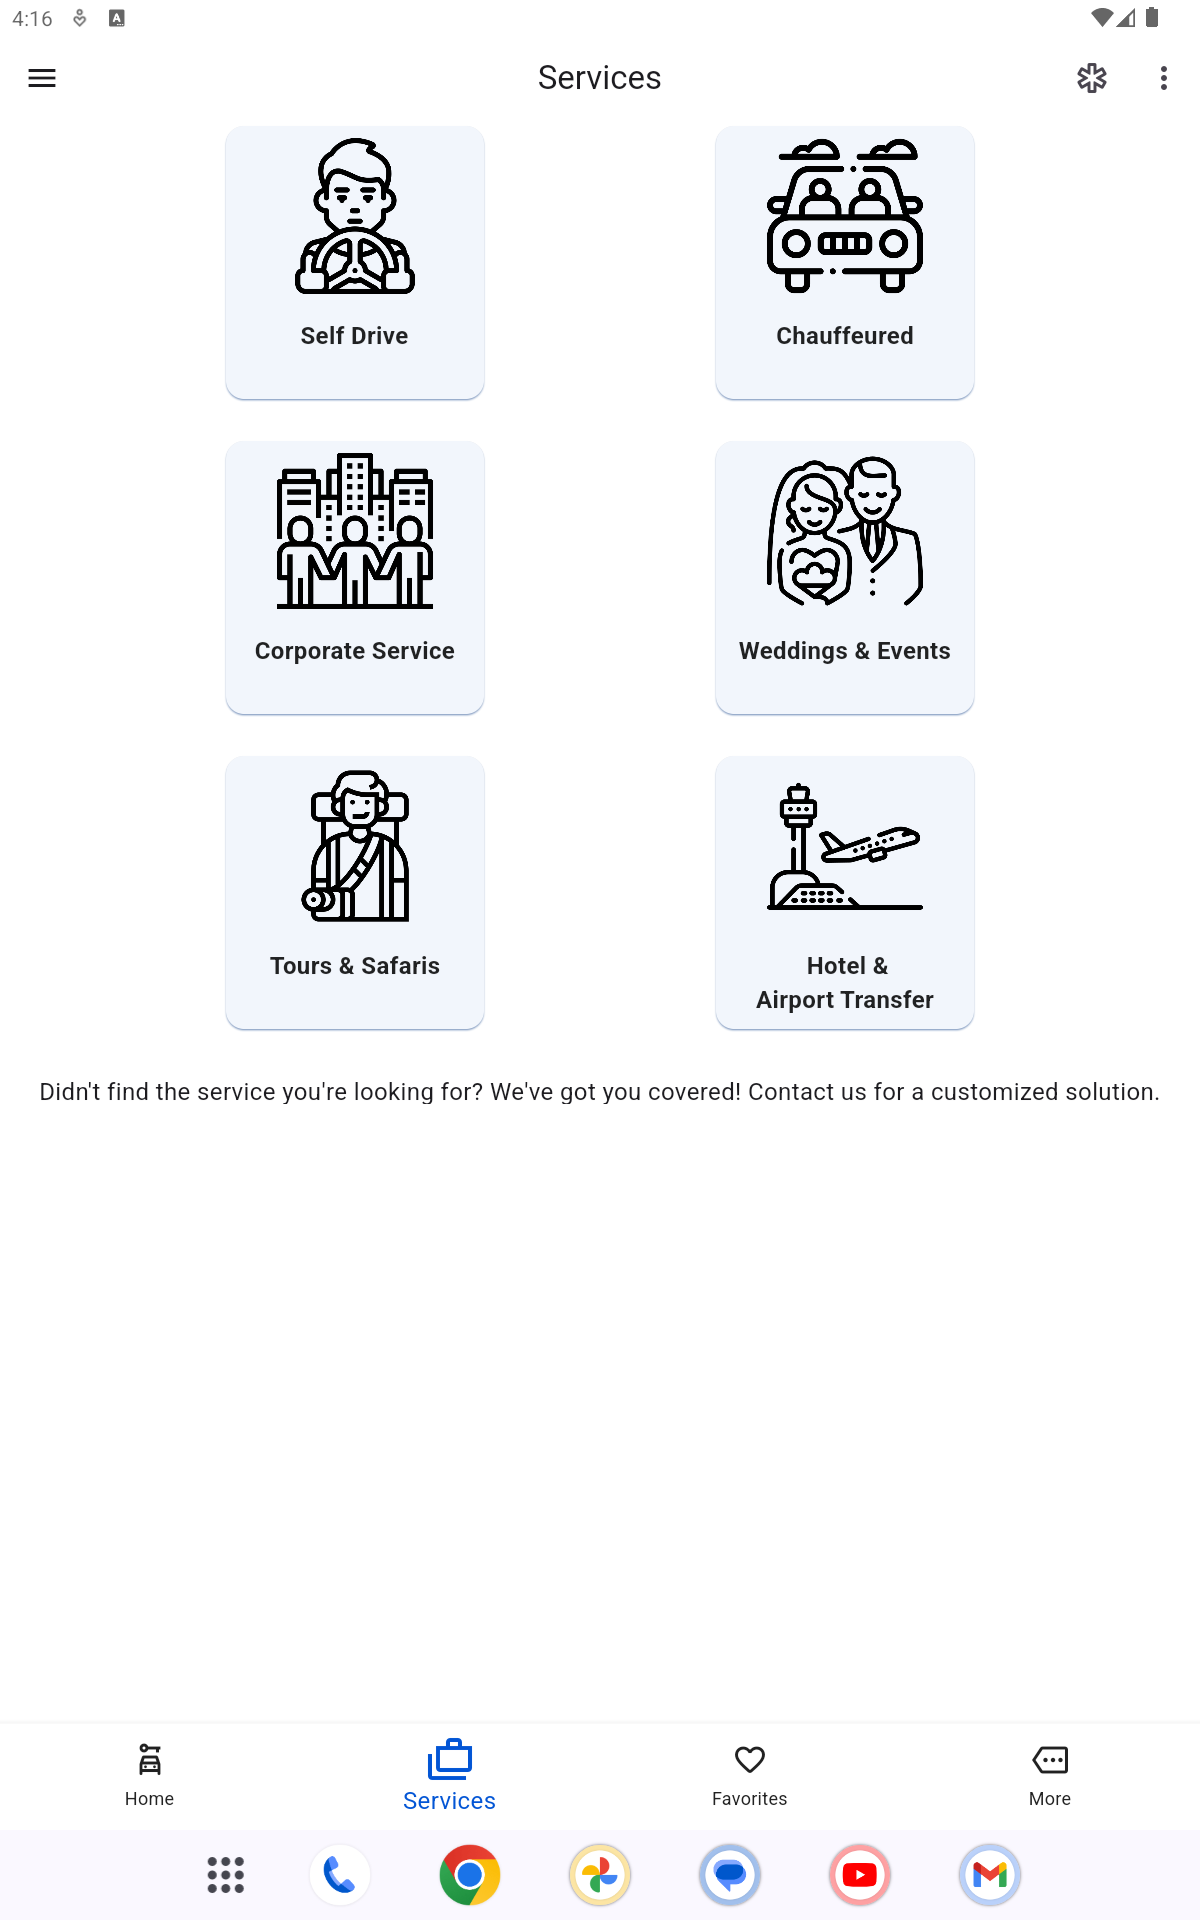 4:16
Services
Self Drive
Chauffeured
Corporate Service
Weddings & Events
Tours & Safaris
Hotel &
Airport Transfer
Didn't find the service you're looking for? We've got you covered! Contact us for a customized solution.
Home
Services
Favorites
More